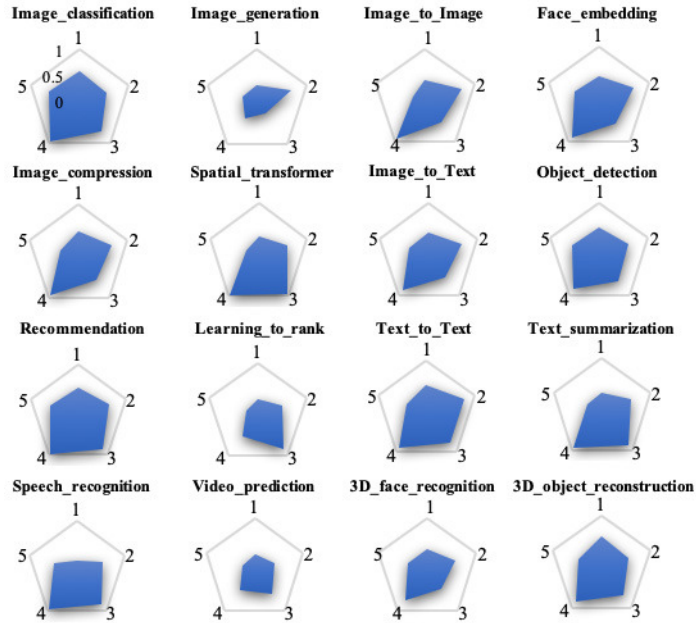 Image_classification Image_generation Image_to_Image Face_embedding
1 1 1 1
1
0.5
0
5 2 5 2 5 2 5 2
4 3 4 3 4 3 4 3
Image_compression Spatial_transformer Image_to_Text Object_detection
1 1 1 1
5 2 5 2 5 2 5 2
4 3 4 3 4 3 4 3
Recommendation Learning_to_rank Text_to_Text Text_summarization
1 1 1 1
5 2 5 2 5 2 5 2
4 3 4 3 4 3 4 3
Speech_recognition Video_prediction 3D_face_recognition 3D_object_reconstruction
1 1 1 1
5 2 5 2 5 2 5 2
4 3 4 3 4 3 4 3